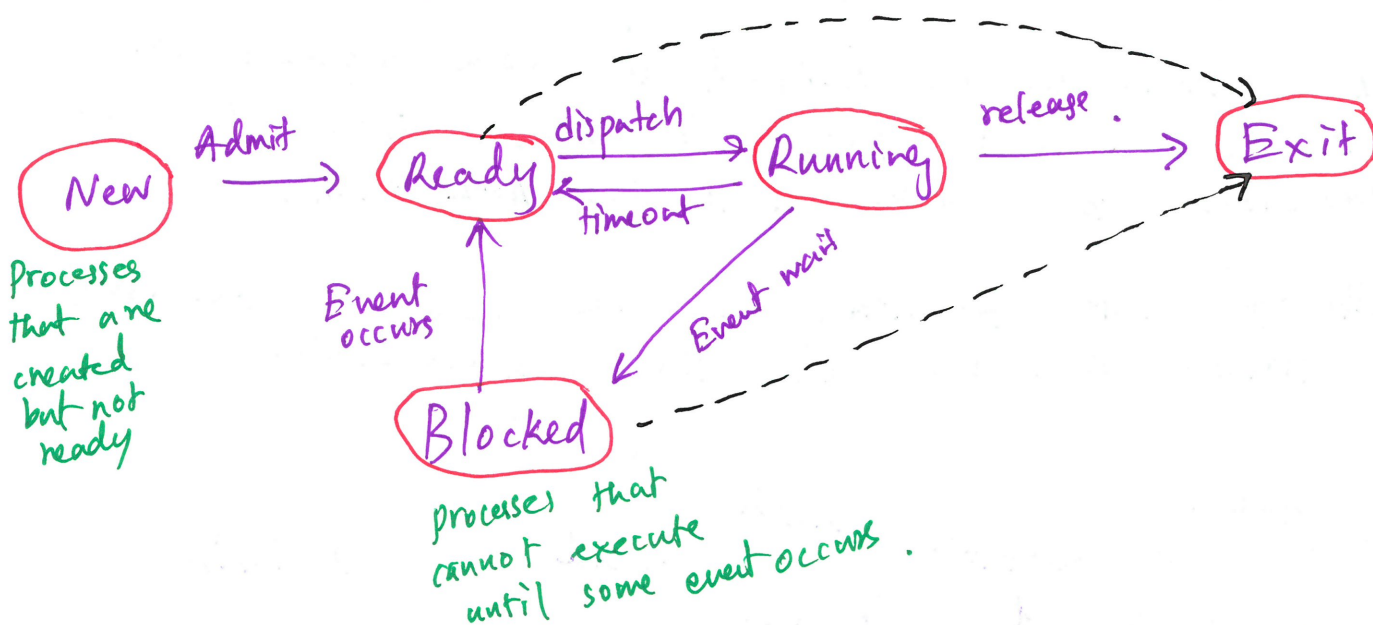 Admit
dispatch
release.
New
Ready
Running
Exit
timeout
Processes
that are
created
but not
ready
Event
occurs
Event wait
Blocked
processes that
cannot execute
until some event occurs.